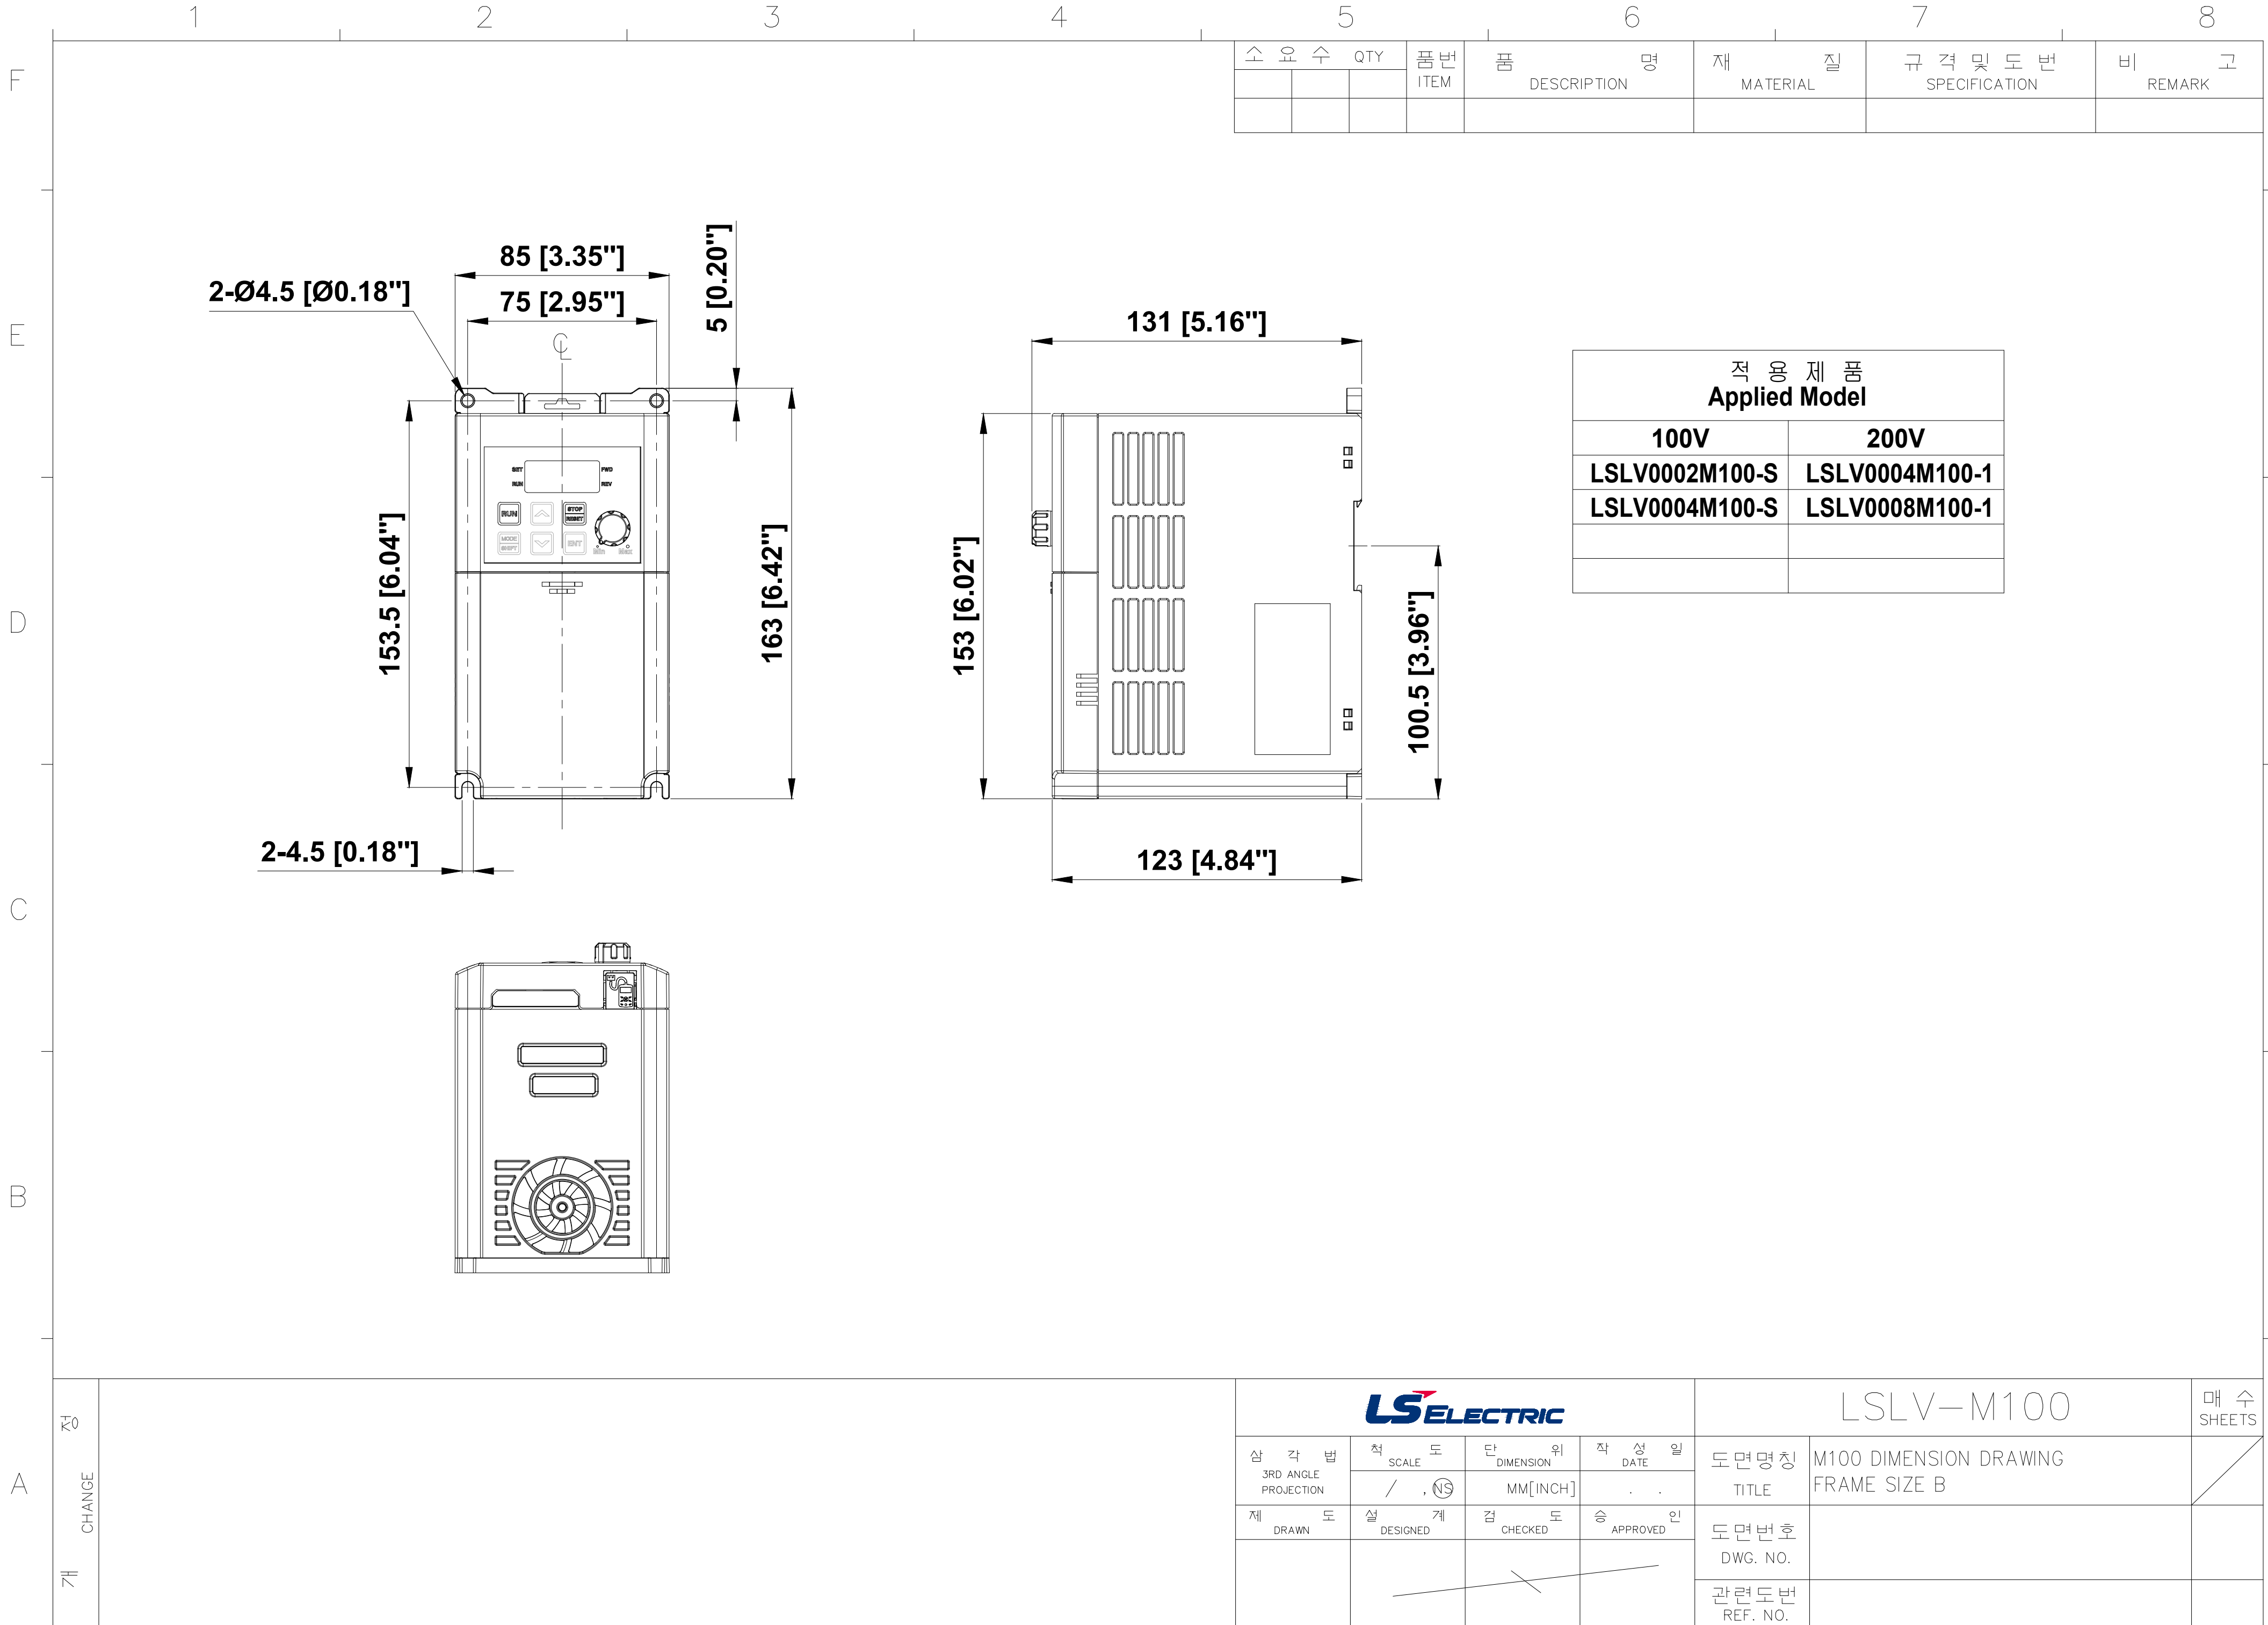 1 2 3 4 5 6 7 8
F
E
D
C
B
A
소 요 수 QTY
품번
ITEM
품 명
DESCRIPTION
재 질
MATERIAL
규 격 및 도 번
SPECIFICATION
비 고
REMARK
85 [3.35"]
75 [2.95"]
5 [0.20"]
2-Ø4.5 [Ø0.18"]
153.5 [6.04"]
163 [6.42"]
2-4.5 [0.18"]
SET
FWD
RUN
REV
RUN
STOP
RESET
MODE
SHIFT
ENT
Min Max
131 [5.16"]
153 [6.02"]
100.5 [3.96"]
123 [4.84"]
적 용 제 품
Applied Model
100V 200V
LSLV0002M100-S LSLV0004M100-1
LSLV0004M100-S LSLV0008M100-1
개 정
CHANGE
LS ELECTRIC
삼 각 법
3RD ANGLE
PROJECTION
척 도
SCALE
/ , NS
단 위
DIMENSION
MM[INCH]
작 성 일
DATE
. .
제 도
DRAWN
설 계
DESIGNED
검 도
CHECKED
승 인
APPROVED
LSLV-M100
매 수
SHEETS
도면명칭
TITLE
M100 DIMENSION DRAWING
FRAME SIZE B
도면번호
DWG. NO.
관련도번
REF. NO.